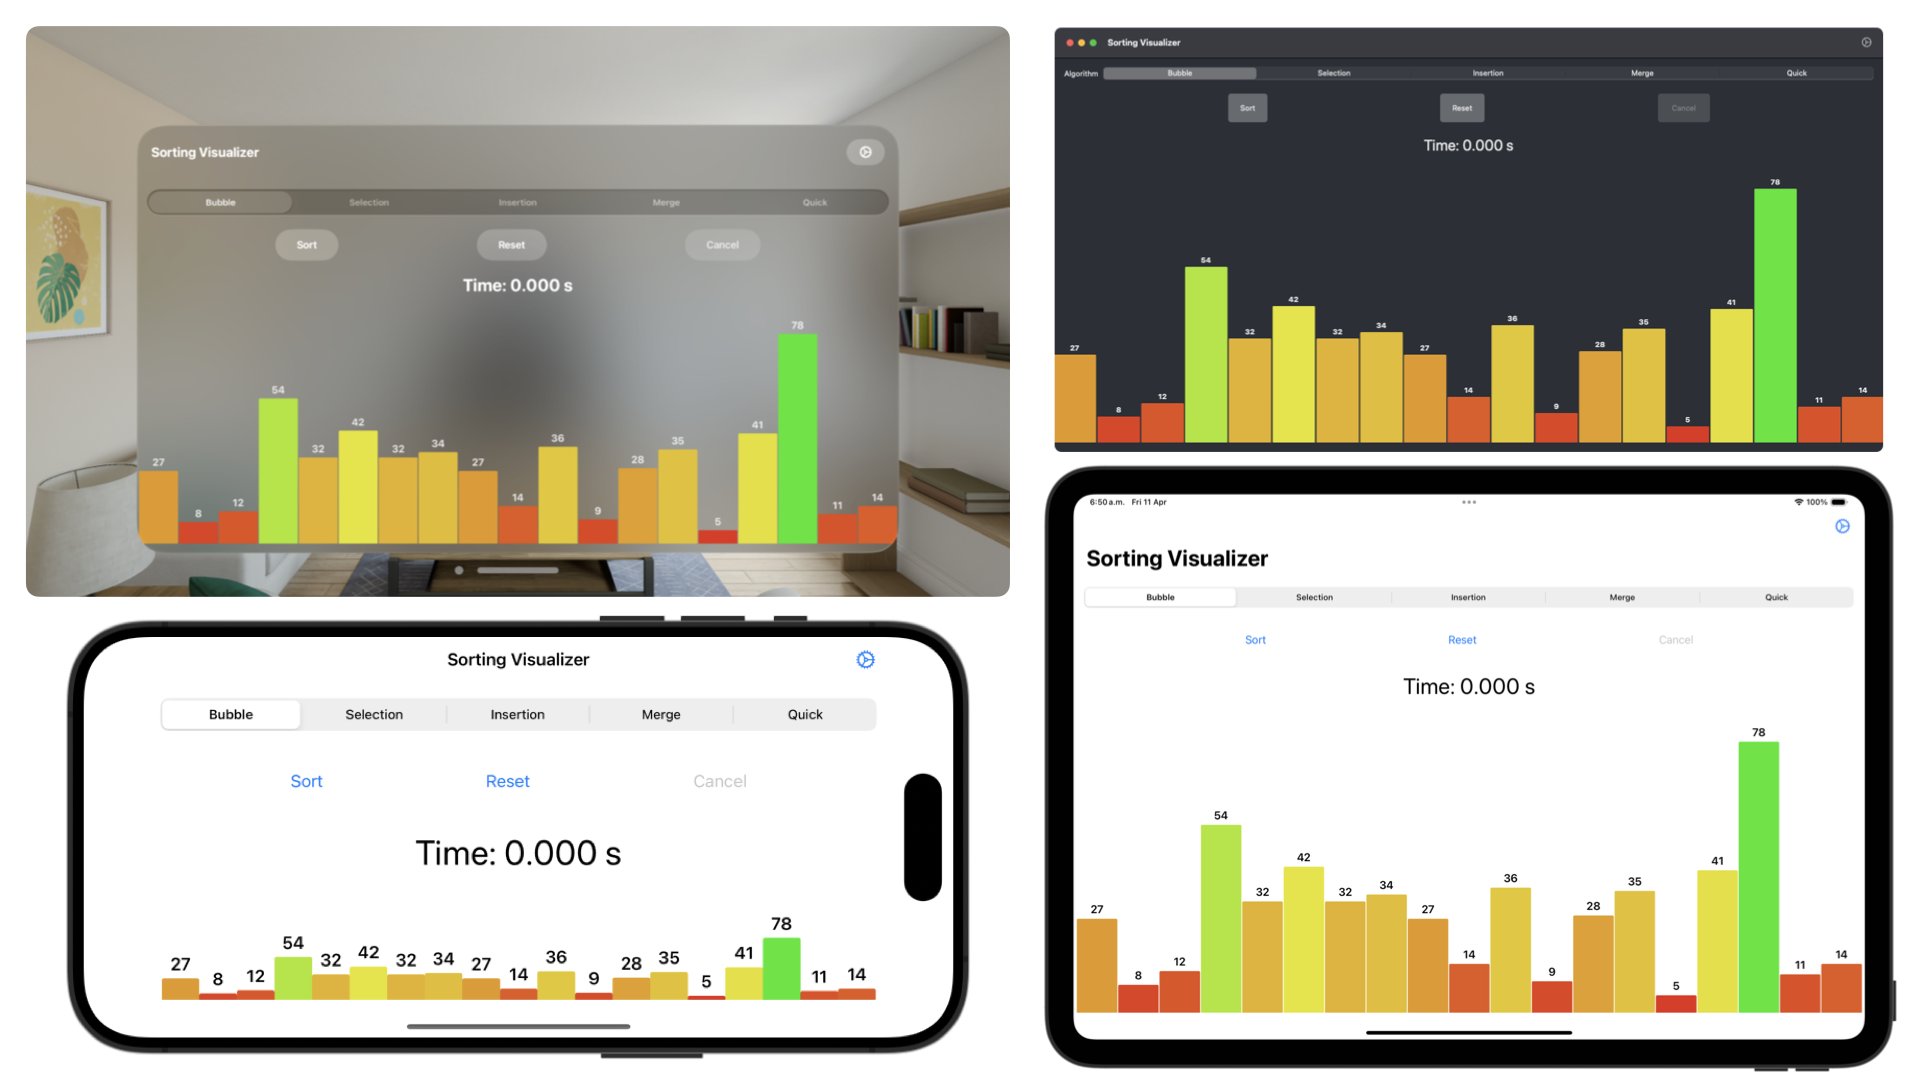 Sorting Visualizer
Bubble Selection Insertion Merge Quick
Sort Reset Cancel
Time: 0.000 s
27 8 12 54 32 42 32 34 27 14 36 9 28 35 5 41 78 11 14
Sorting Visualizer
Algorithm Bubble Selection Insertion Merge Quick
Sort Reset Cancel
Time: 0.000 s
27 8 12 54 32 42 32 34 27 14 36 9 28 35 5 41 78 11 14
Sorting Visualizer
Bubble Selection Insertion Merge Quick
Sort Reset Cancel
Time: 0.000 s
27 8 12 54 32 42 32 34 27 14 36 9 28 35 5 41 78 11 14
6:50 a.m. Fri 11 Apr 100%
Sorting Visualizer
Bubble Selection Insertion Merge Quick
Sort Reset Cancel
Time: 0.000 s
27 8 12 54 32 42 32 34 27 14 36 9 28 35 5 41 78 11 14